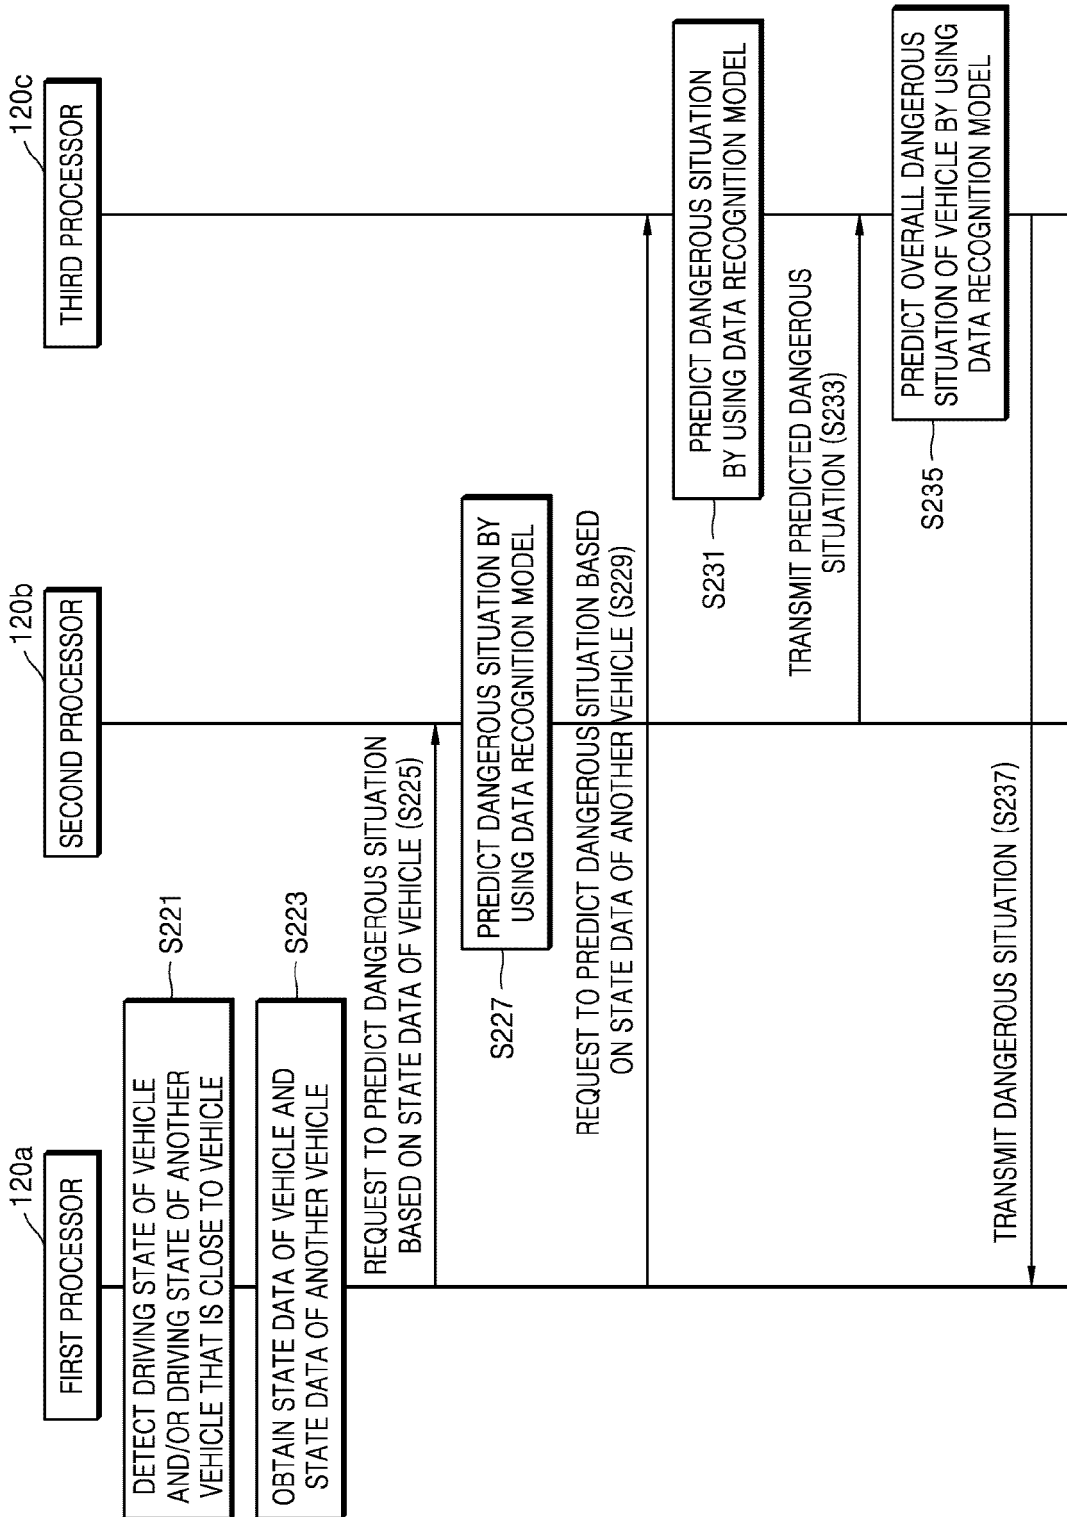 120a
120b
120c
FIRST PROCESSOR
SECOND PROCESSOR
THIRD PROCESSOR
DETECT DRIVING STATE OF VEHICLE
AND/OR DRIVING STATE OF ANOTHER
VEHICLE THAT IS CLOSE TO VEHICLE
S221
OBTAIN STATE DATA OF VEHICLE AND
STATE DATA OF ANOTHER VEHICLE
S223
REQUEST TO PREDICT DANGEROUS SITUATION
BASED ON STATE DATA OF VEHICLE (S225)
PREDICT DANGEROUS SITUATION BY
USING DATA RECOGNITION MODEL
S227
REQUEST TO PREDICT DANGEROUS SITUATION BASED
ON STATE DATA OF ANOTHER VEHICLE (S229)
PREDICT DANGEROUS SITUATION
BY USING DATA RECOGNITION MODEL
S231
TRANSMIT PREDICTED DANGEROUS
SITUATION (S233)
PREDICT OVERALL DANGEROUS
SITUATION OF VEHICLE BY USING
DATA RECOGNITION MODEL
S235
TRANSMIT DANGEROUS SITUATION (S237)